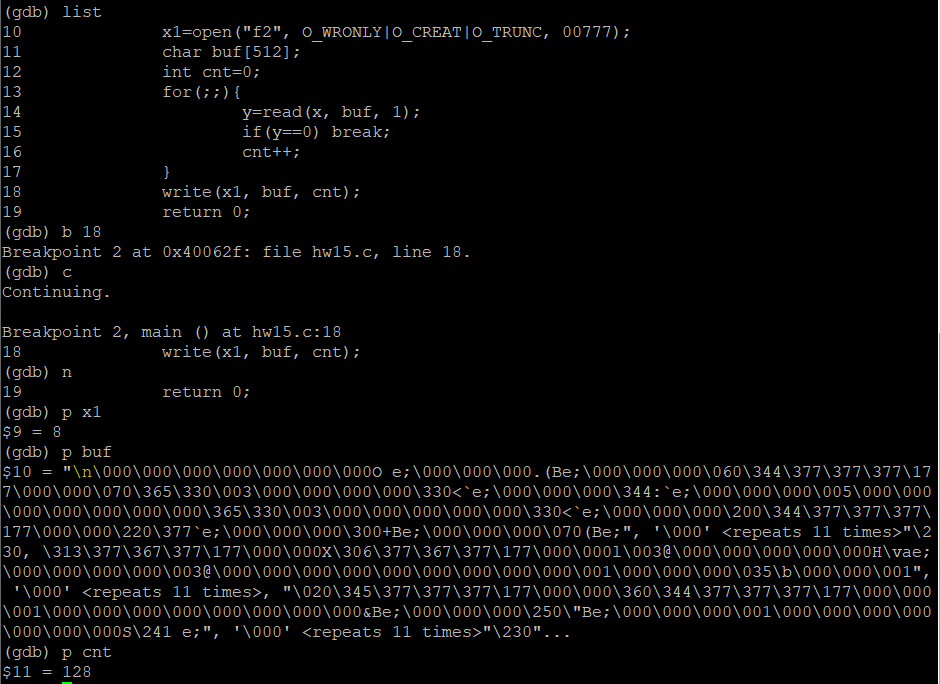 (gdb) list
10              x1=open("f2", O_WRONLY|O_CREAT|O_TRUNC, 00777);
11              char buf[512];
12              int cnt=0;
13              for(;;){
14                      y=read(x, buf, 1);
15                      if(y==0) break;
16                      cnt++;
17              }
18              write(x1, buf, cnt);
19              return 0;
(gdb) b 18
Breakpoint 2 at 0x40062f: file hw15.c, line 18.
(gdb) c
Continuing.

Breakpoint 2, main () at hw15.c:18
18              write(x1, buf, cnt);
(gdb) n
19              return 0;
(gdb) p x1
$9 = 8
(gdb) p buf
$10 = "\n\000\000\000\000\000\000\000O e;\000\000\000.(Be;\000\000\000\060\344\377\377\377\17
7\000\000\070\365\330\003\000\000\000\000\330<`e;\000\000\000\344:`e;\000\000\000\005\000\000
\000\000\000\000\000\365\330\003\000\000\000\000\330<`e;\000\000\000\200\344\377\377\377\
177\000\000\220\377`e;\000\000\000\300+Be;\000\000\000\070(Be;", '\000' <repeats 11 times>"\2
30, \313\377\367\377\177\000\000X\306\377\367\377\177\000\000l\003@\000\000\000\000\000H\vae;
\000\000\000\000\000\003@\000\000\000\000\000\000\000\000\000\001\000\000\000\035\b\000\000\001",
 '\000' <repeats 11 times>, "\020\345\377\377\377\177\000\000\360\344\377\377\377\177\000\000
\001\000\000\000\000\000\000\000\000&Be;\000\000\000\250\"Be;\000\000\000\001\000\000\000\000
\000\000\000S\241 e;", '\000' <repeats 11 times>"\230"...
(gdb) p cnt
$11 = 128